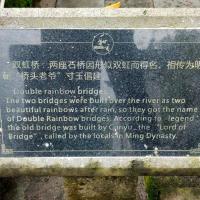 双虹桥:两座石桥因形似双虹而得名,相传为明
"桥头老爷"寸玉信建
Double rainbow bridges
The two bridges were built over the river as two
beautiful rainbows after rain, so they got the name
of Double Rainbow bridges. According to legend
the old bridge was built by Cunyu, the "Lord of
Bridge", called by the locals in Ming Dynasty.